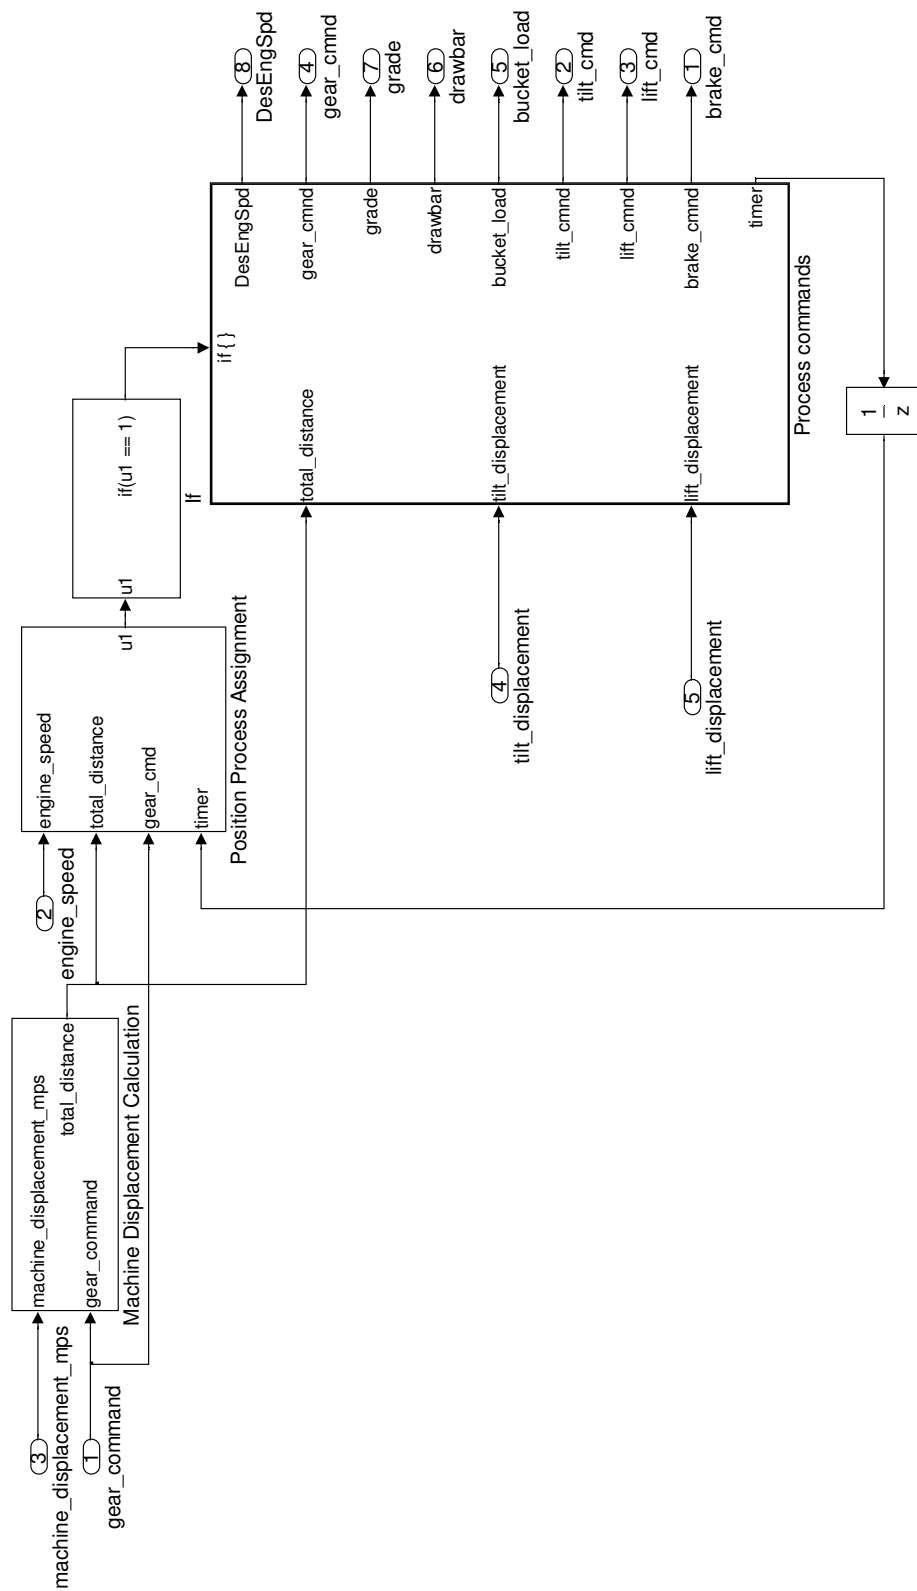 3
machine_displacement_mps
1
gear_command
machine_displacement_mps
gear_command
total_distance
Machine Displacement Calculation
2
engine_speed
engine_speed
total_distance
gear_cmd
timer
u1
Position Process Assignment
u1
if(u1 == 1)
If
4
tilt_displacement
5
lift_displacement
if { }
total_distance
tilt_displacement
lift_displacement
DesEngSpd
gear_cmnd
grade
drawbar
bucket_load
tilt_cmnd
lift_cmnd
brake_cmnd
timer
Process commands
1
z
8
DesEngSpd
4
gear_cmnd
7
grade
6
drawbar
5
bucket_load
2
tilt_cmd
3
lift_cmd
1
brake_cmd